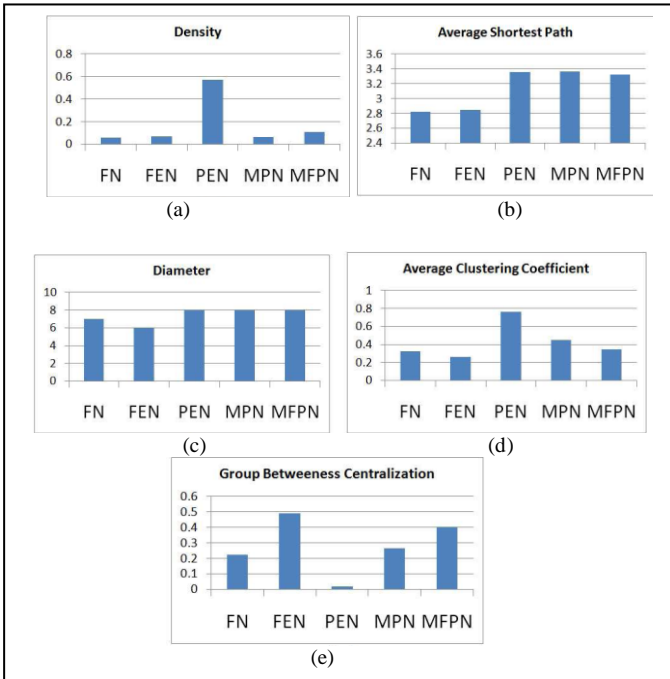 Density
0.8
0.6
0.4
0.2
0
FN FEN PEN MPN MFPN
(a)
Average Shortest Path
3.6
3.4
3.2
3
2.8
2.6
2.4
FN FEN PEN MPN MFPN
(b)
Diameter
10
8
6
4
2
0
FN FEN PEN MPN MFPN
(c)
Average Clustering Coefficient
1
0.8
0.6
0.4
0.2
0
FN FEN PEN MPN MFPN
(d)
Group Betweeness Centralization
0.6
0.5
0.4
0.3
0.2
0.1
0
FN FEN PEN MPN MFPN
(e)